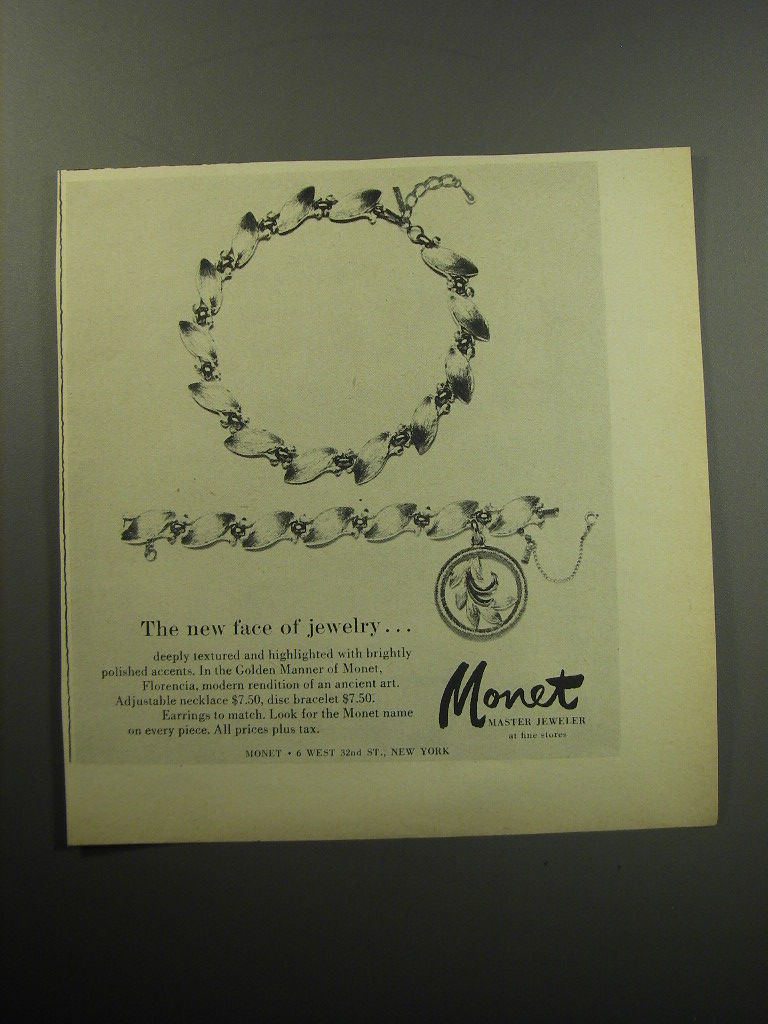 The new face of jewelry...
deeply textured and highlighted with brightly
polished accents. In the Golden Manner of Monet,
Florencia, modern rendition of an ancient art.
Adjustable necklace $7.50, disc bracelet $7.50.
Earrings to match. Look for the Monet name
on every piece. All prices plus tax.
Monet
MASTER JEWELER
at fine stores
MONET • 6 WEST 32nd ST., NEW YORK